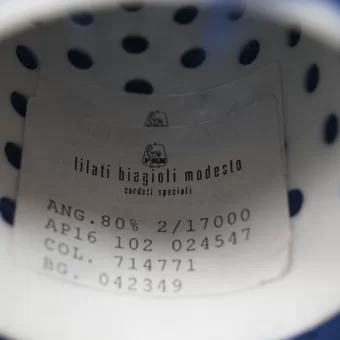 filati biagioli modesto
cardati speciali
ANG.80% 2/17000
AP16 102 024547
COL. 714771
BG. 042349